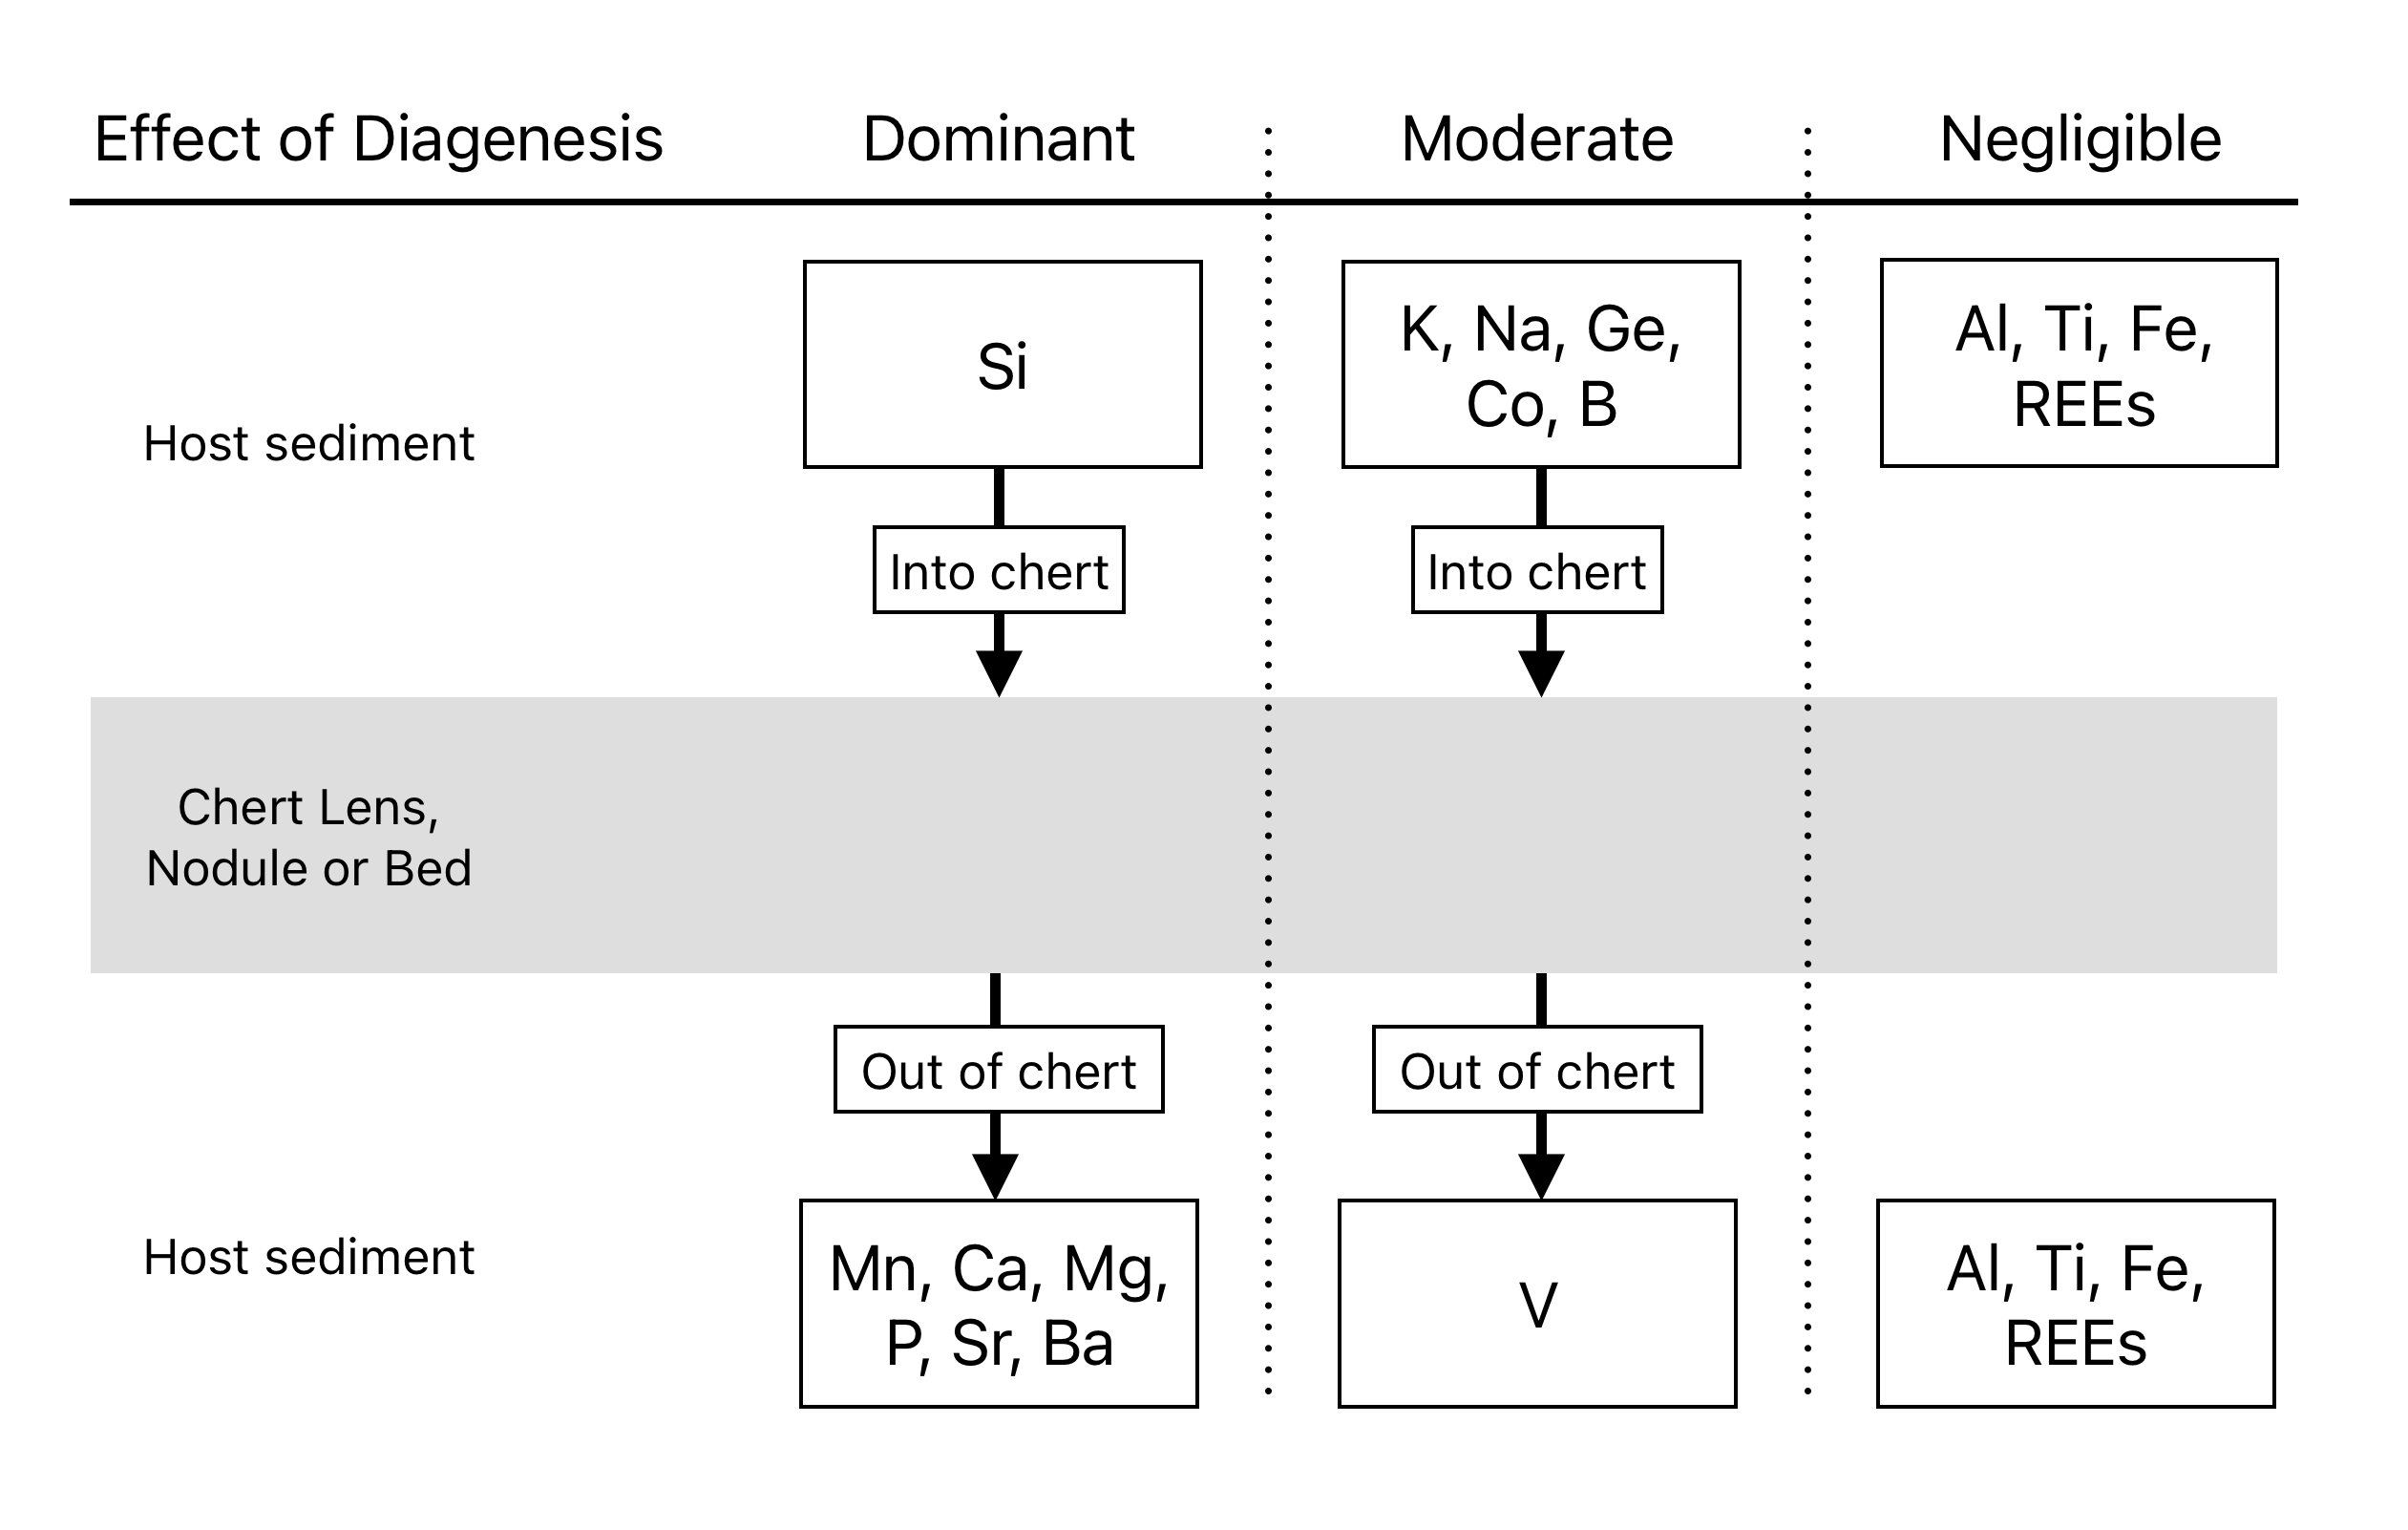 Effect of Diagenesis Dominant Moderate Negligible
Si
K, Na, Ge,
Co, B
Al, Ti, Fe,
REEs
Host sediment
Into chert
Into chert
Chert Lens,
Nodule or Bed
Out of chert
Out of chert
Host sediment
Mn, Ca, Mg,
P, Sr, Ba
V
Al, Ti, Fe,
REEs